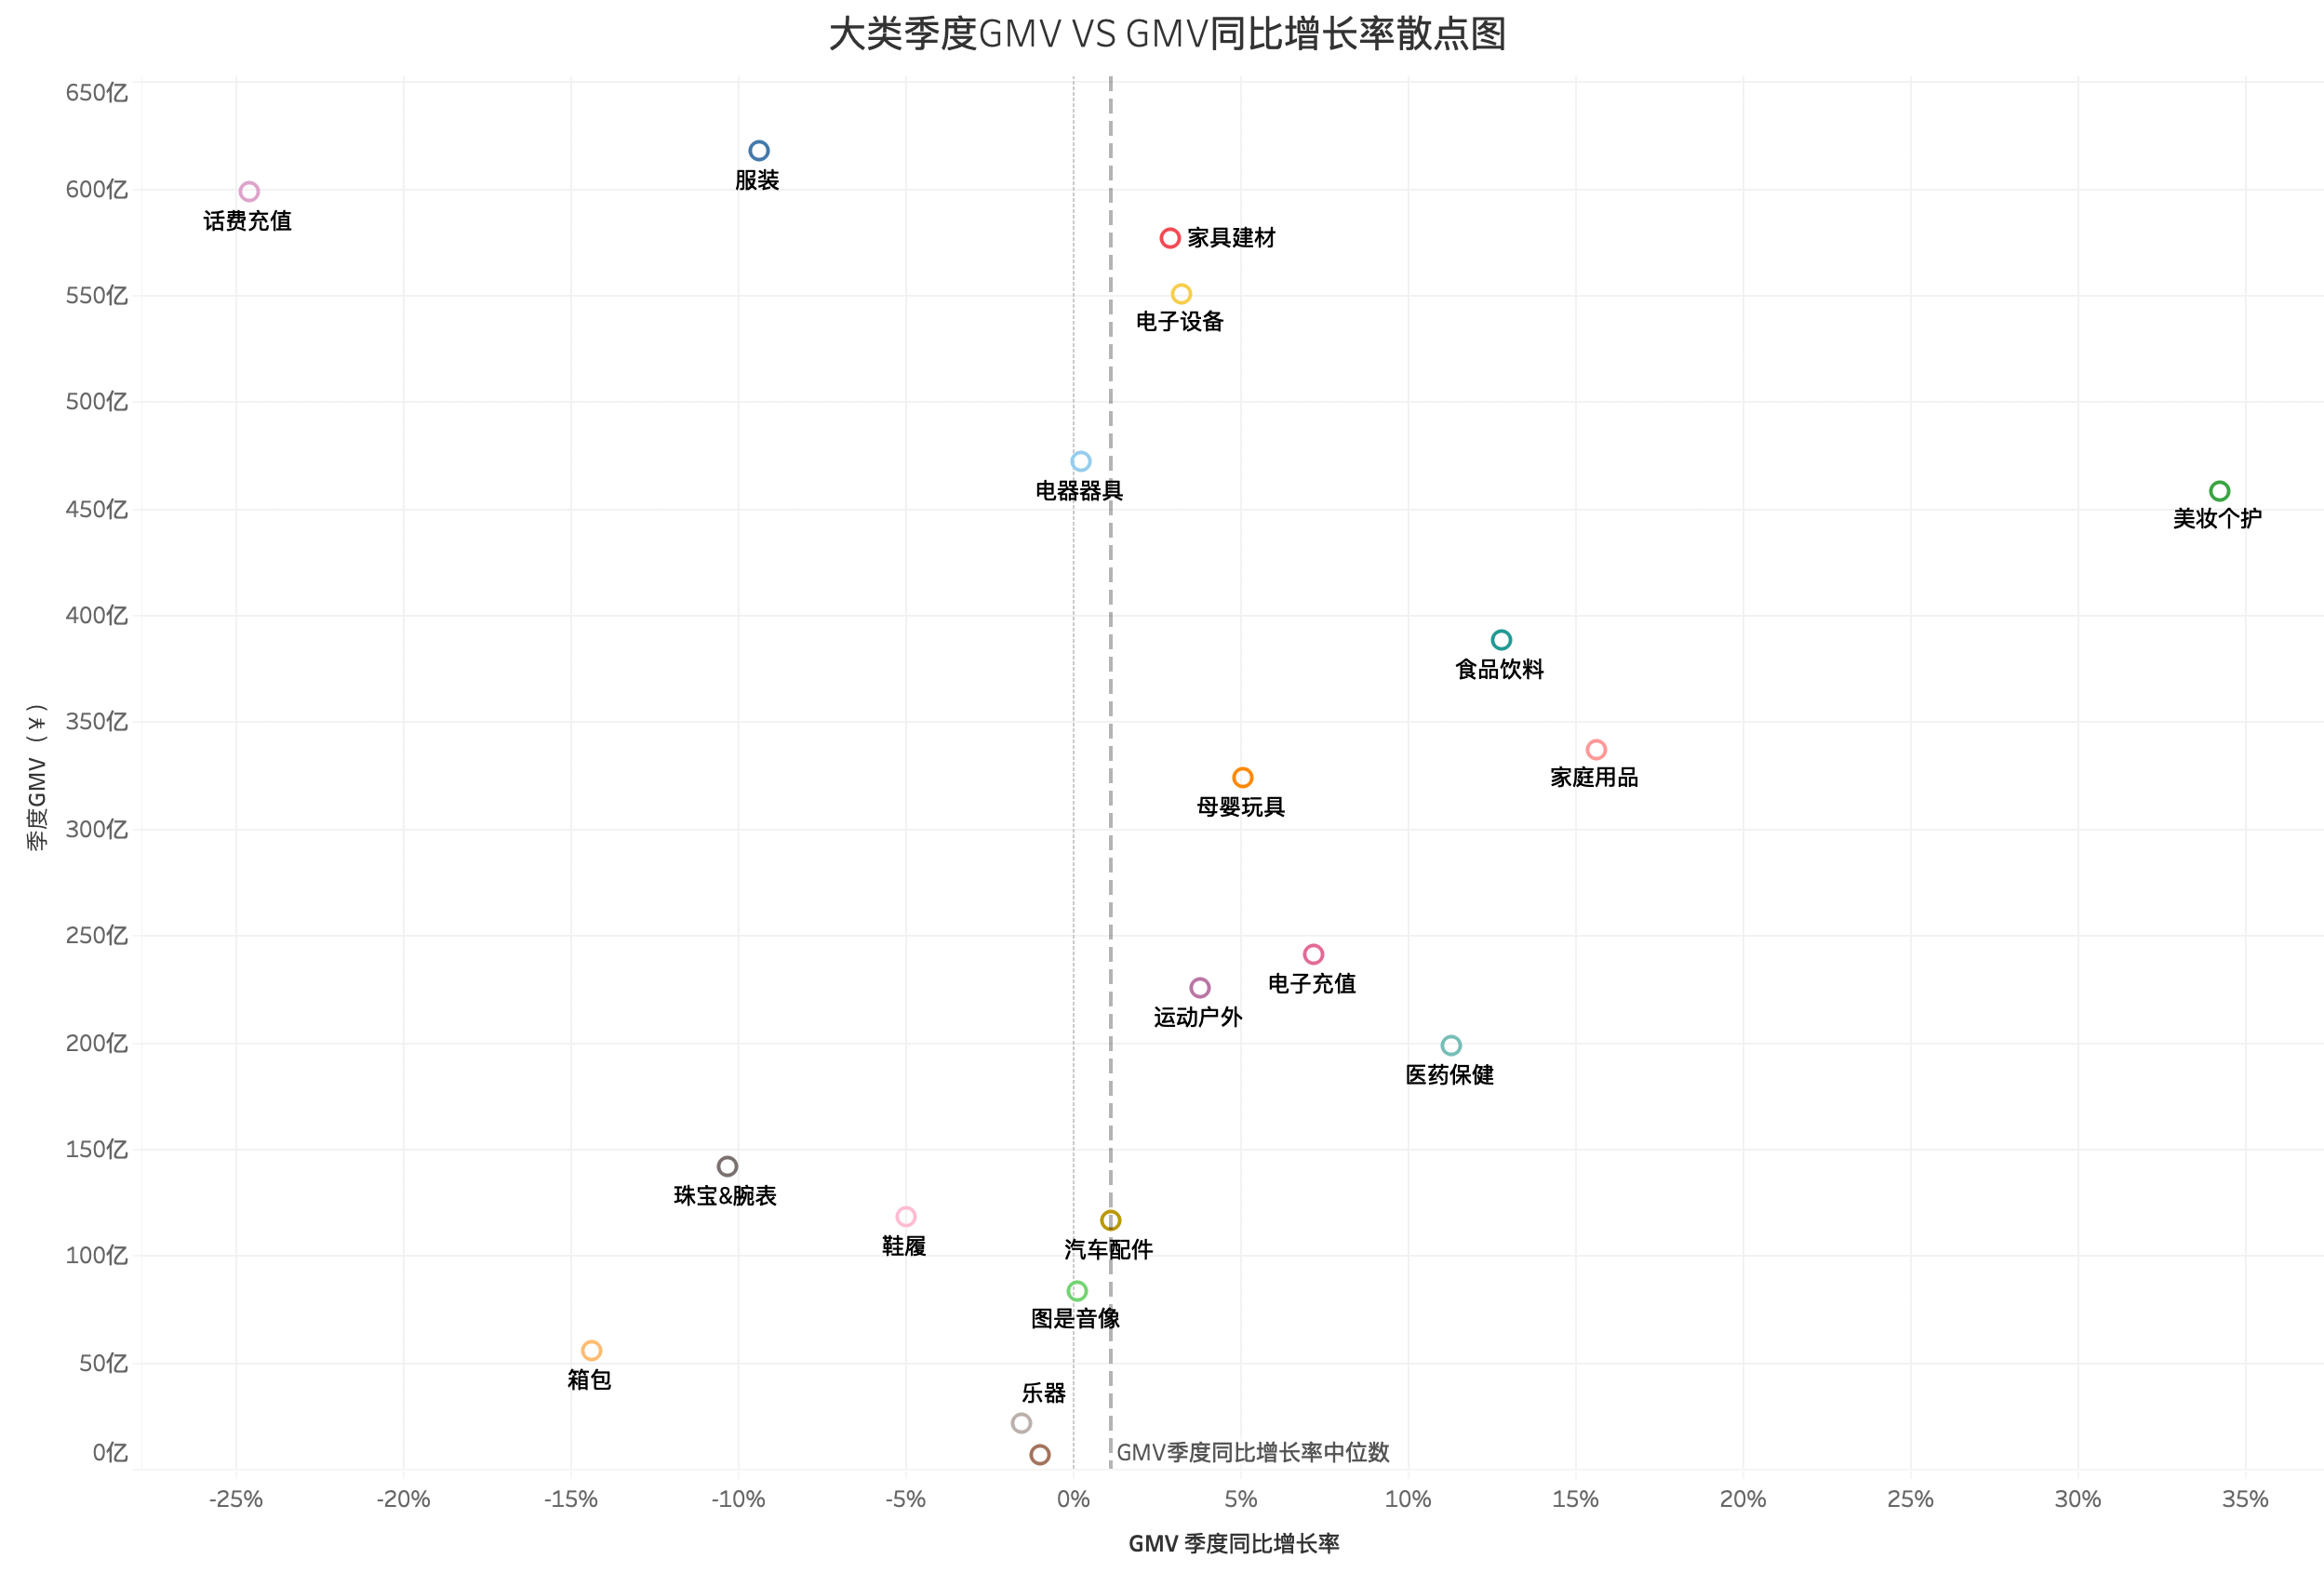 大类季度GMV VS GMV同比增长率散点图
650亿
服装
600亿
话费充值
家具建材
550亿
电子设备
500亿
电器器具
450亿
美妆个护
400亿
食品饮料
350亿
季度GMV（¥）
家庭用品
母婴玩具
300亿
250亿
电子充值
运动户外
200亿
医药保健
150亿
珠宝&腕表
鞋履
汽车配件
100亿
图是音像
50亿
箱包
乐器
0亿
GMV季度同比增长率中位数
-25%
-20%
-15%
-10%
-5%
0%
5%
10%
15%
20%
25%
30%
35%
GMV 季度同比增长率